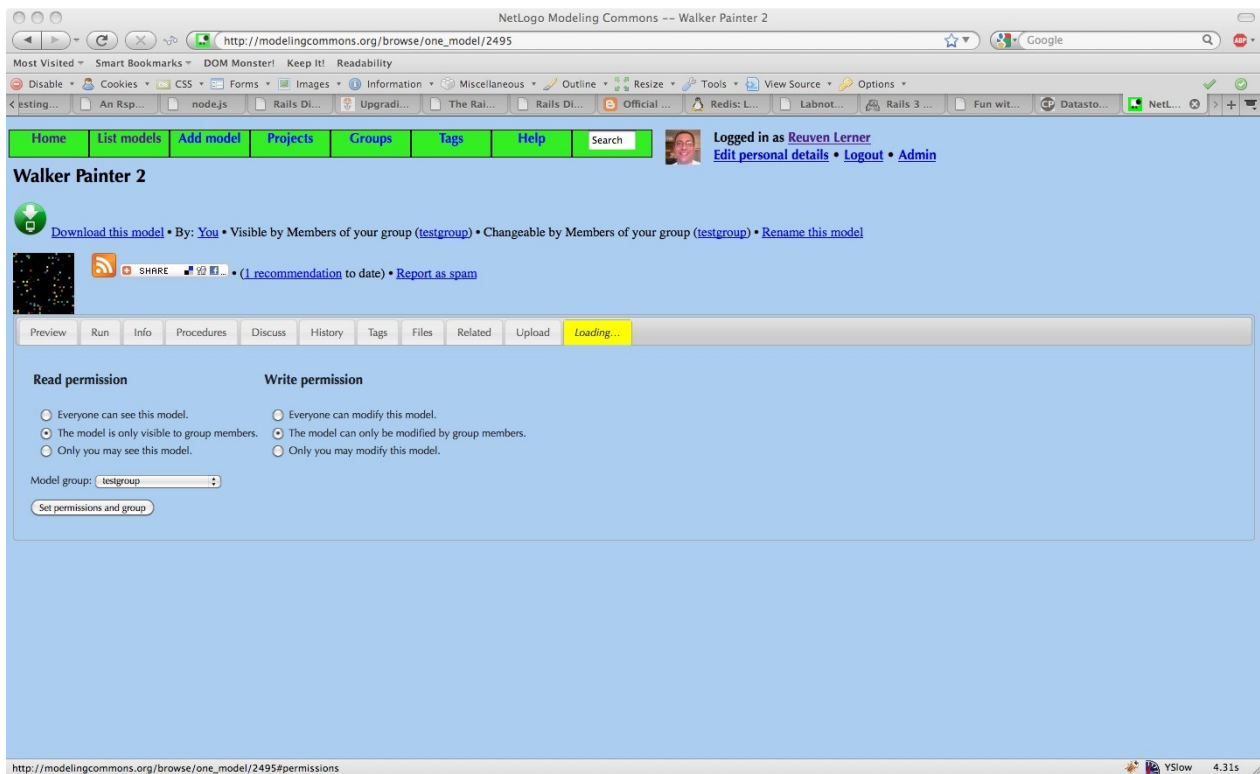 NetLogo Modeling Commons -- Walker Painter 2
http://modelingcommons.org/browse/one_model/2495
Google
ABP
Most Visited Smart Bookmarks DOM Monster! Keep It! Readability
Disable Cookies CSS Forms Images Information Miscellaneous Outline Resize Tools View Source Options
esting... An Rsp... node.js Rails Di... Upgradi... The Rai... Rails Di... Official ... Redis: L... Labnot... Rails 3 ... Fun wit... CP Datasto... NetL...
Home List models Add model Projects Groups Tags Help Search
Logged in as Reuven Lerner
Edit personal details • Logout • Admin
Walker Painter 2
Download this model • By: You • Visible by Members of your group (testgroup) • Changeable by Members of your group (testgroup) • Rename this model
SHARE ... • (1 recommendation to date) • Report as spam
Preview Run Info Procedures Discuss History Tags Files Related Upload Loading...
Read permission Write permission
Everyone can see this model. Everyone can modify this model.
The model is only visible to group members. The model can only be modified by group members.
Only you may see this model. Only you may modify this model.
Model group: testgroup
Set permissions and group
http://modelingcommons.org/browse/one_model/2495#permissions
YSlow 4.31s